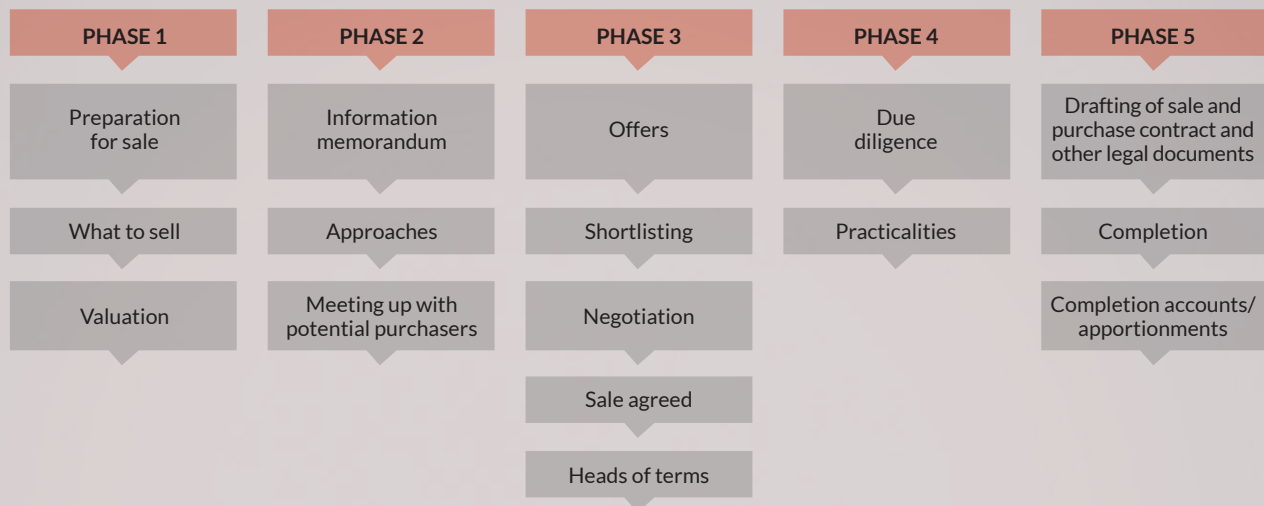 PHASE 1
Preparation
for sale
What to sell
Valuation
PHASE 2
Information
memorandum
Approaches
Meeting up with
potential purchasers
PHASE 3
Offers
Shortlisting
Negotiation
Sale agreed
Heads of terms
PHASE 4
Due
diligence
Practicalities
PHASE 5
Drafting of sale and
purchase contract and
other legal documents
Completion
Completion accounts/
apportionments